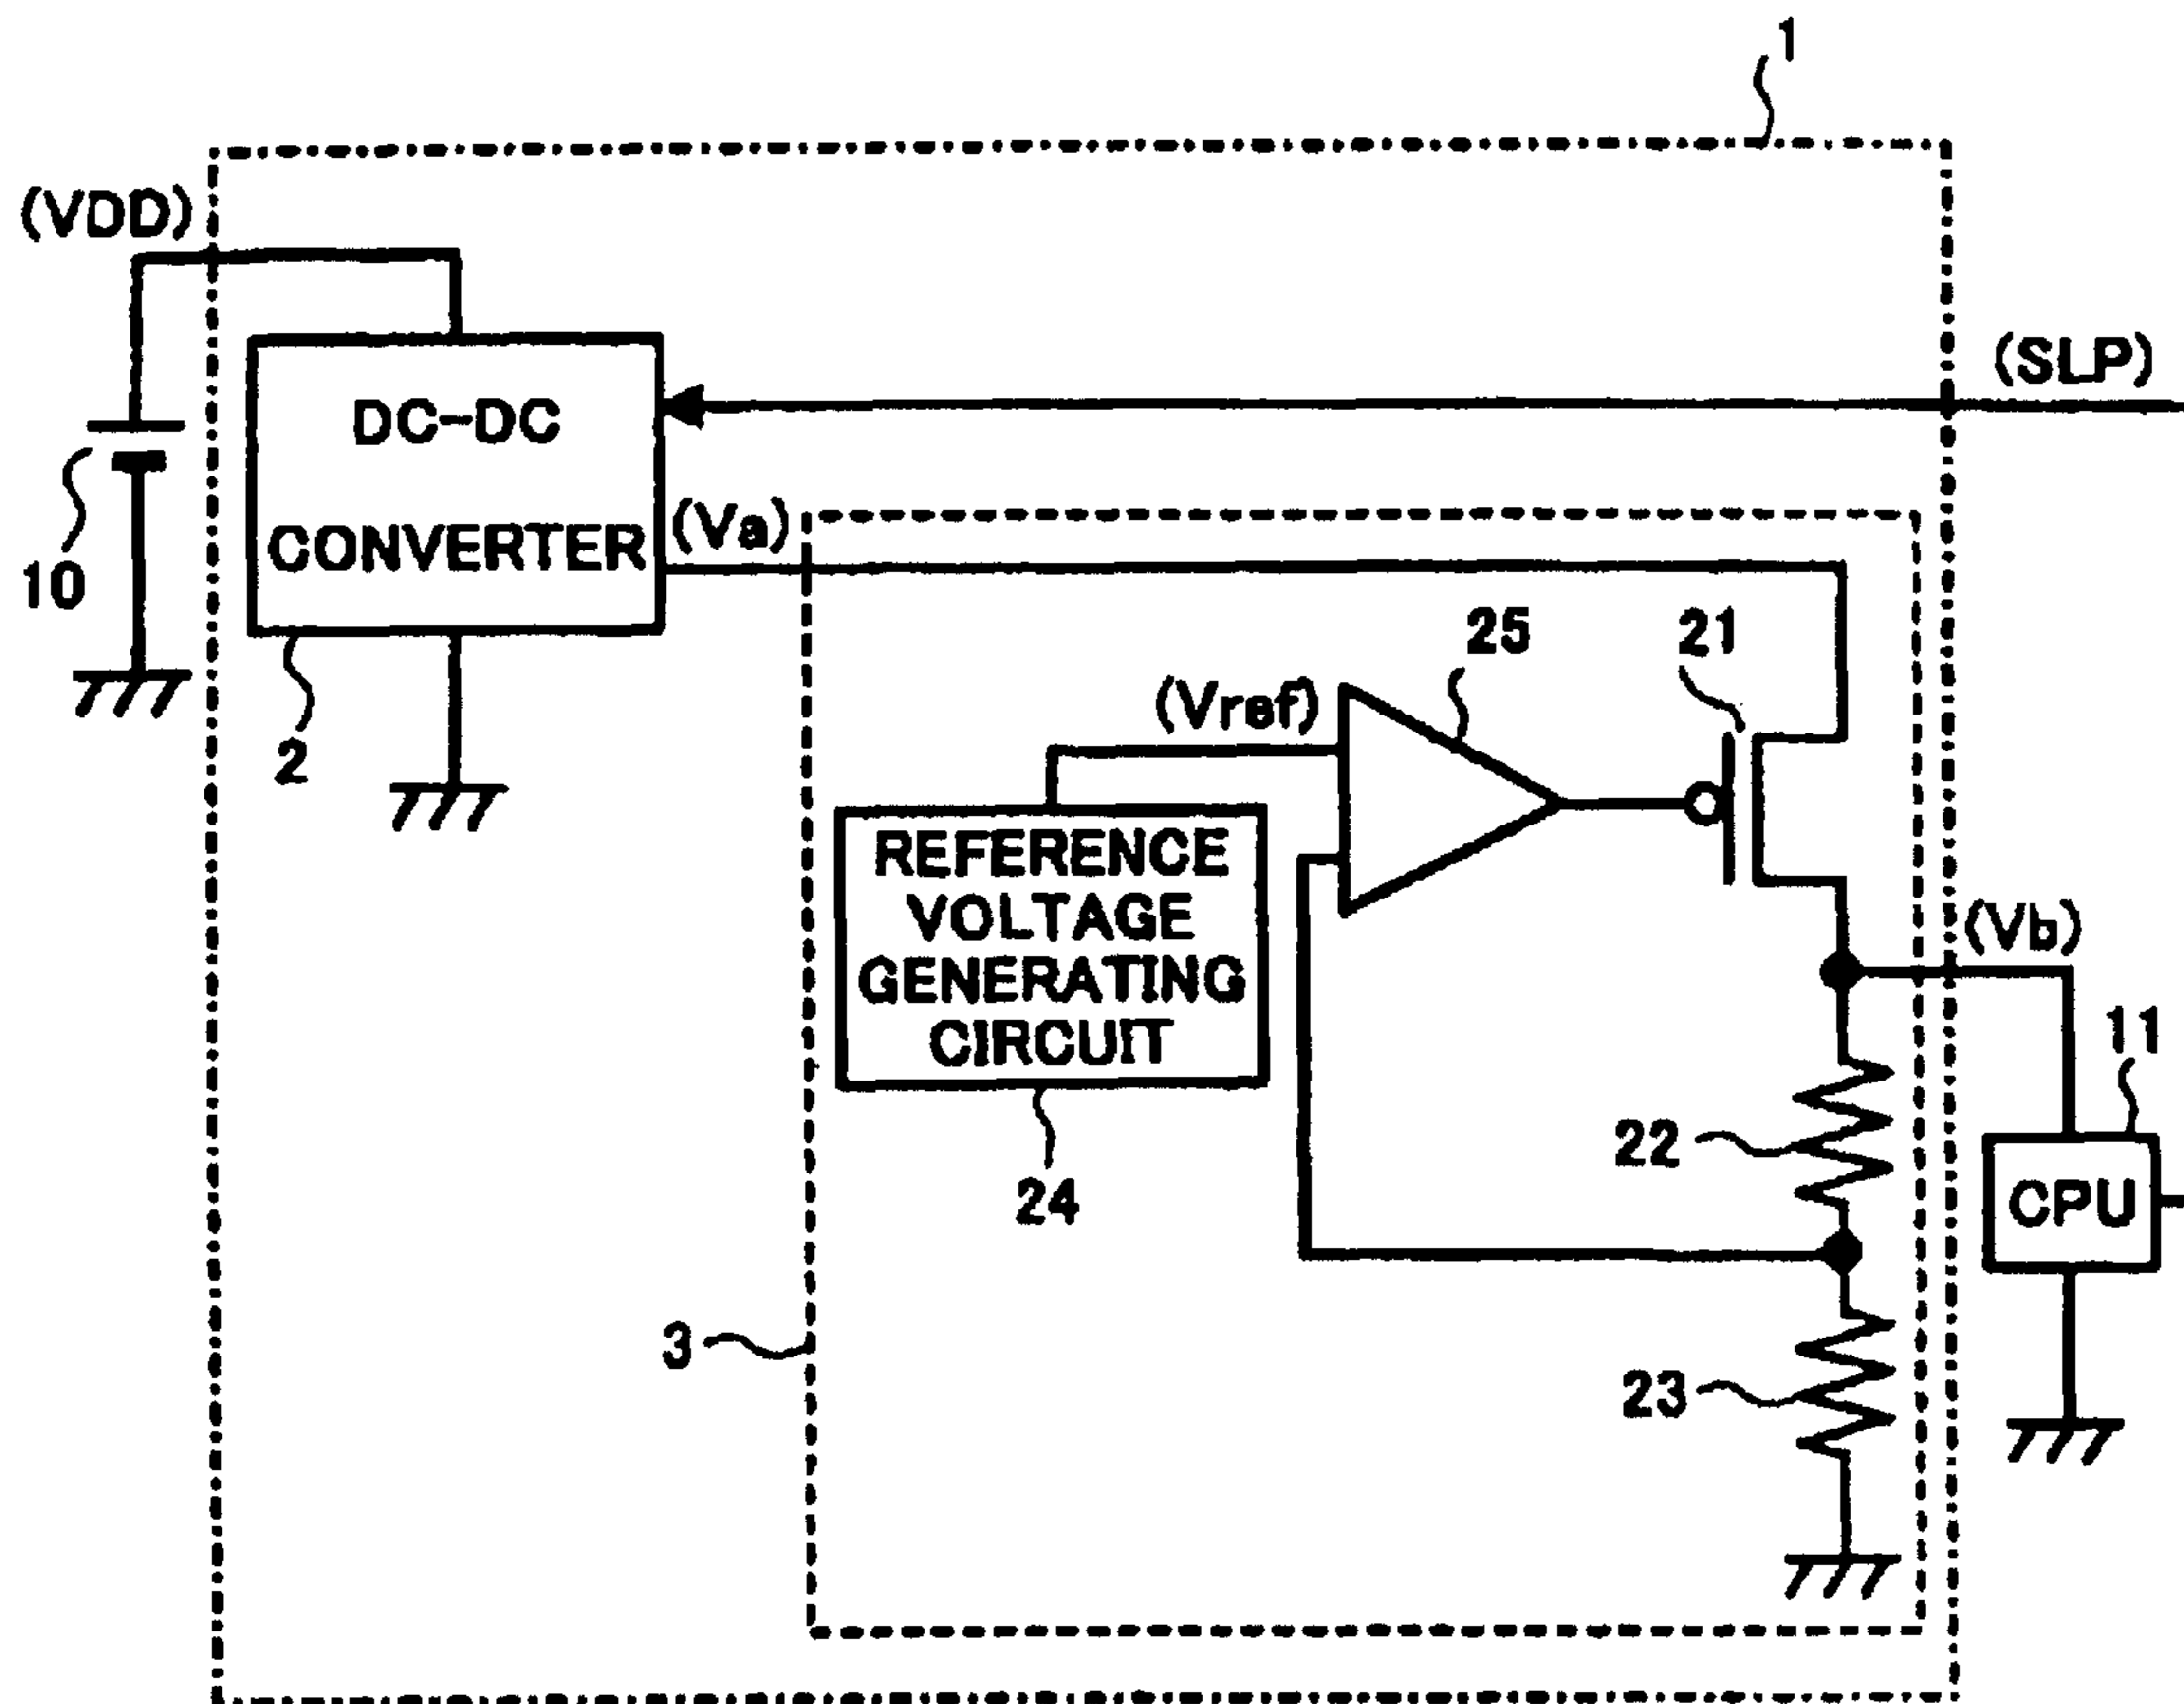 1
(VDD)
(SLP)
DC-DC
CONVERTER
(Va)
10
2
25
21
(Vref)
REFERENCE
VOLTAGE
GENERATING
CIRCUIT
(Vb)
11
22
CPU
24
3
23